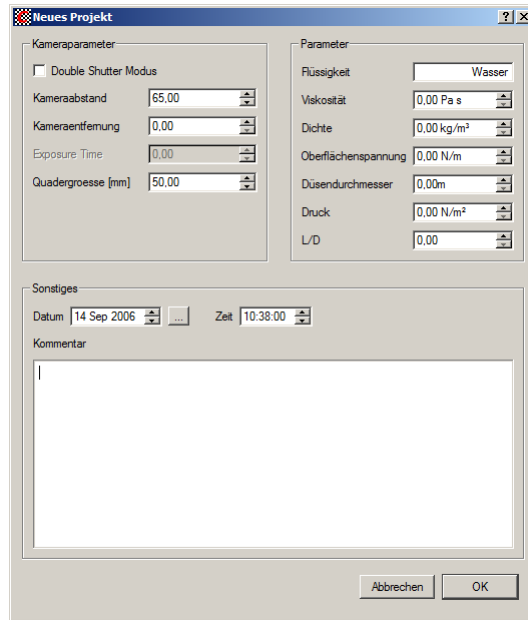 Neues Projekt
Kameraparameter
Double Shutter Modus
Kameraabstand 65,00
Kameraentfernung 0,00
Exposure Time 0,00
Quadergroesse [mm] 50,00
Parameter
Flüssigkeit Wasser
Viskosität 0,00 Pa s
Dichte 0,00 kg/m³
Oberflächenspannung 0,00 N/m
Düsendurchmesser 0,00m
Druck 0,00 N/m²
L/D 0,00
Sonstiges
Datum 14 Sep 2006 ... Zeit 10:38:00
Kommentar
Abbrechen OK